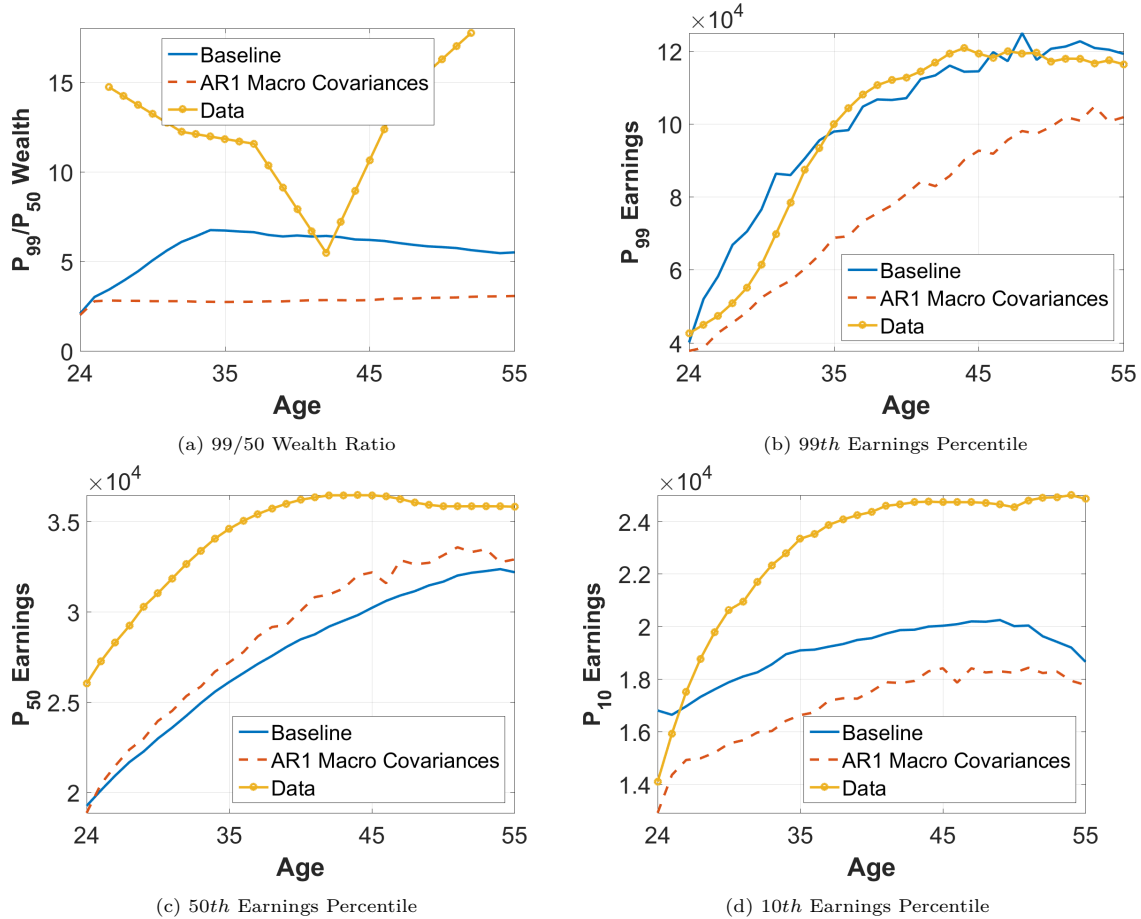 P99/P50 Wealth
15
10
5
0
Baseline
AR1 Macro Covariances
Data
24 35 45 55
Age
(a) 99/50 Wealth Ratio
×10^4
P99 Earnings
12
10
8
6
4
Baseline
AR1 Macro Covariances
Data
24 35 45 55
Age
(b) 99th Earnings Percentile
×10^4
P50 Earnings
3.5
3
2.5
2
Baseline
AR1 Macro Covariances
Data
24 35 45 55
Age
(c) 50th Earnings Percentile
×10^4
P10 Earnings
2.4
2.2
2
1.8
1.6
1.4
Baseline
AR1 Macro Covariances
Data
24 35 45 55
Age
(d) 10th Earnings Percentile